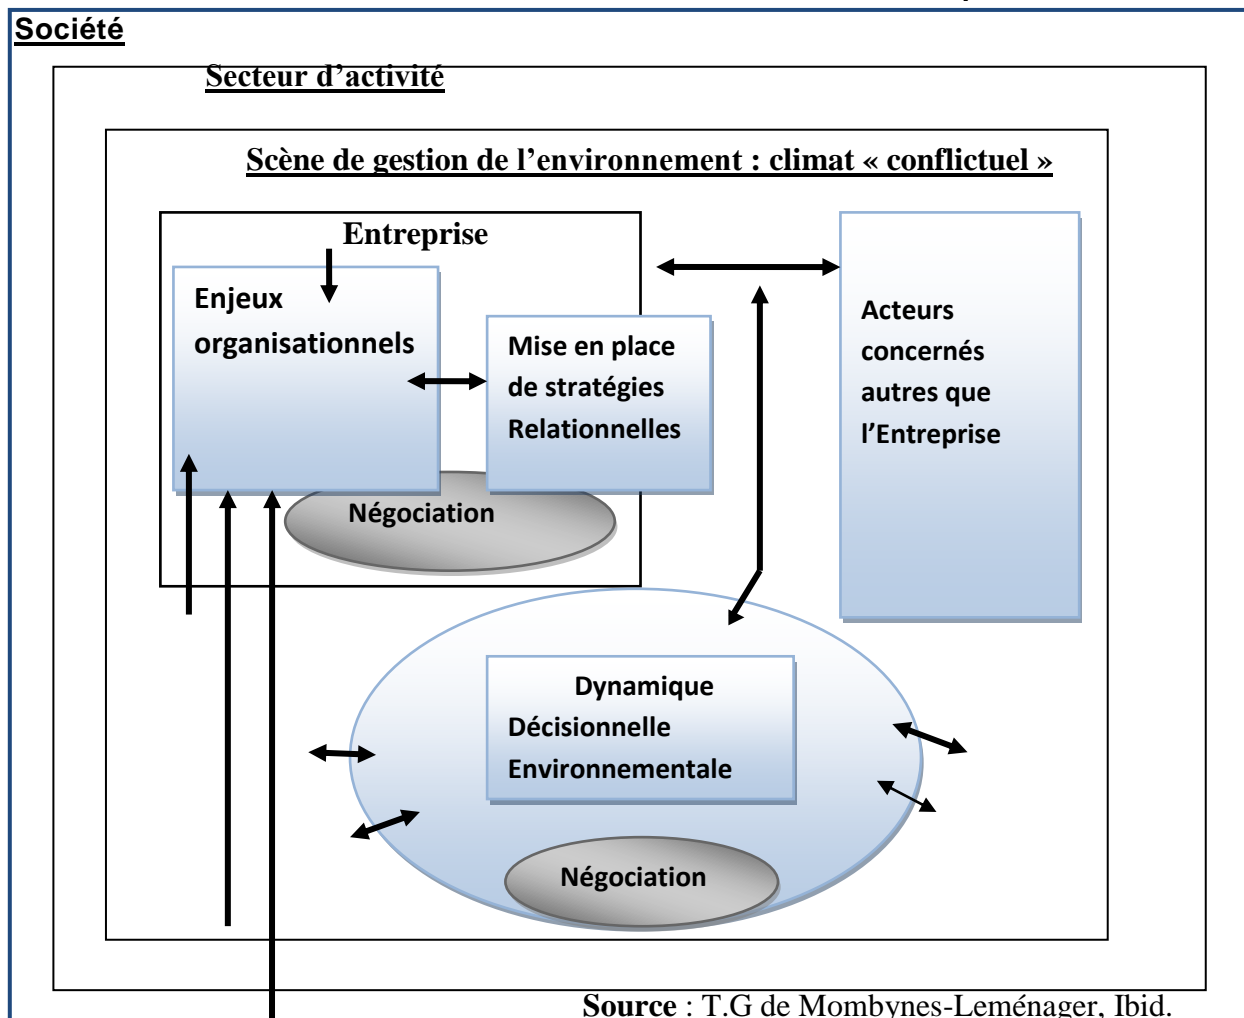 Société
Secteur d’activité
Scène de gestion de l’environnement : climat « conflictuel »
Entreprise
Enjeux
organisationnels
Mise en place
de stratégies
Relationnelles
Négociation
Acteurs
concernés
autres que
l’Entreprise
Dynamique
Décisionnelle
Environnementale
Négociation
Source : T.G de Mombynes-Leménager, Ibid.